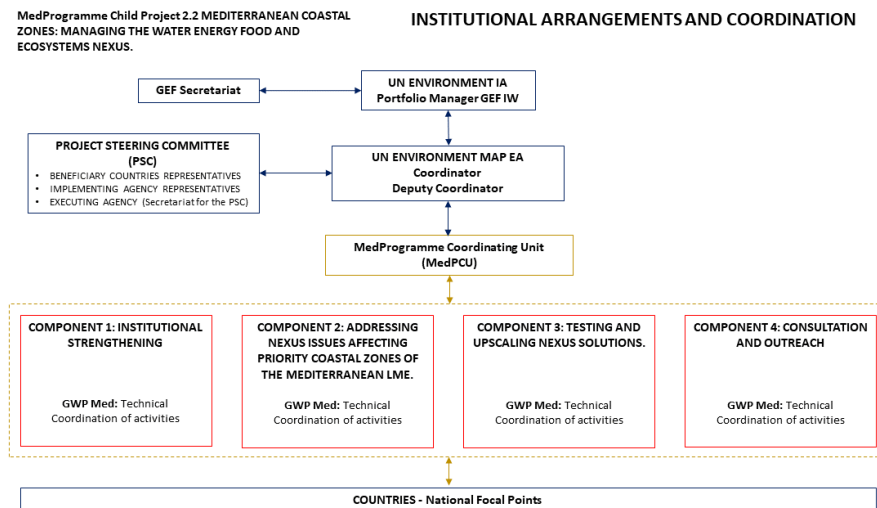 MedProgramme Child Project 2.2 MEDITERRANEAN COASTAL
ZONES: MANAGING THE WATER ENERGY FOOD AND
ECOSYSTEMS NEXUS.
INSTITUTIONAL ARRANGEMENTS AND COORDINATION
GEF Secretariat
UN ENVIRONMENT IA
Portfolio Manager GEF IW
PROJECT STEERING COMMITTEE
(PSC)
• BENEFICIARY COUNTRIES REPRESENTATIVES
• IMPLEMENTING AGENCY REPRESENTATIVES
• EXECUTING AGENCY (Secretariat for the PSC)
UN ENVIRONMENT MAP EA
Coordinator
Deputy Coordinator
MedProgramme Coordinating Unit
(MedPCU)
COMPONENT 1: INSTITUTIONAL
STRENGTHENING
GWP Med: Technical
Coordination of activities
COMPONENT 2: ADDRESSING
NEXUS ISSUES AFFECTING
PRIORITY COASTAL ZONES OF
THE MEDITERRANEAN LME.
GWP Med: Technical
Coordination of activities
COMPONENT 3: TESTING AND
UPSCALING NEXUS SOLUTIONS.
GWP Med: Technical
Coordination of activities
COMPONENT 4: CONSULTATION
AND OUTREACH
GWP Med: Technical
Coordination of activities
COUNTRIES - National Focal Points